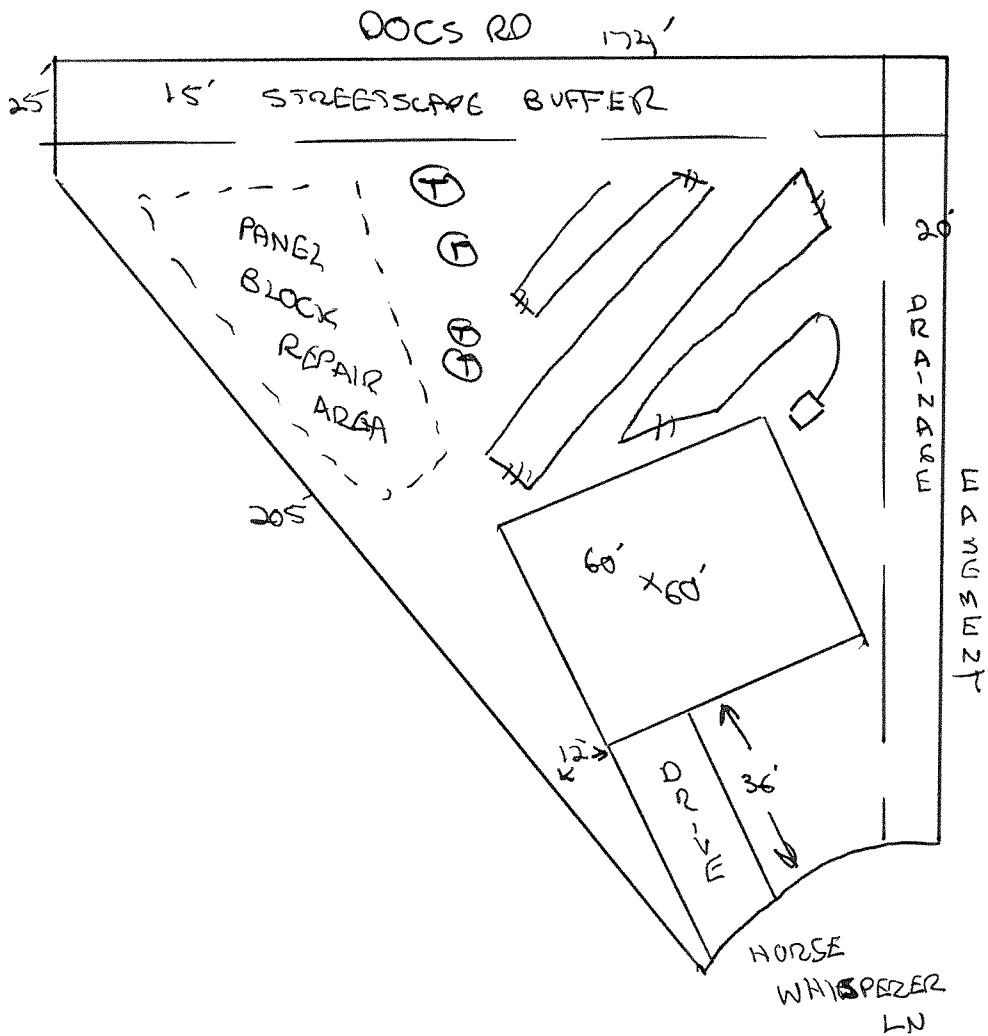 DOCS RD
174'
25'
15' STREETSSCAPE BUFFER
T
T
T
T
PANEL
BLOCK
REPAIR
AREA
20'
DRAINAGE
EASEMENT
205'
60'
x 60'
12'
DRIVE
36'
HORSE
WHISPERER
LN